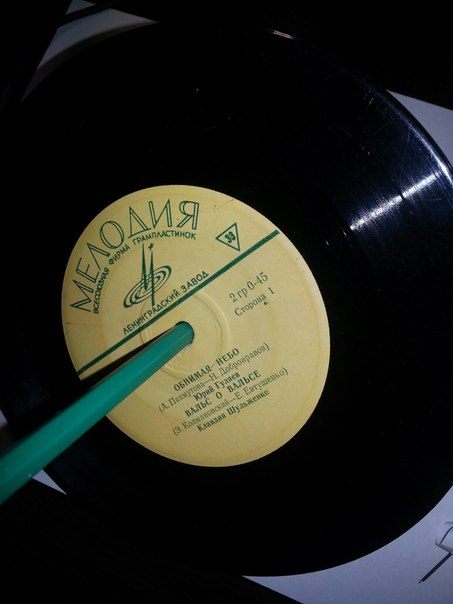 МЕЛОДИЯ
ВСЕСОЮЗНАЯ ФИРМА ГРАМПЛАСТИНОК
33
ЛЕНИНГРАДСКИЙ ЗАВОД
2 гр 0-45
Сторона 1
ОБНИМАЯ НЕБО
(А. Пахмутова—Н. Добронравов)
Юрий Гуляев
ВАЛЬС О ВАЛЬСЕ
(Э. Колмановский—Е. Евтушенко)
Клавдия Шульженко